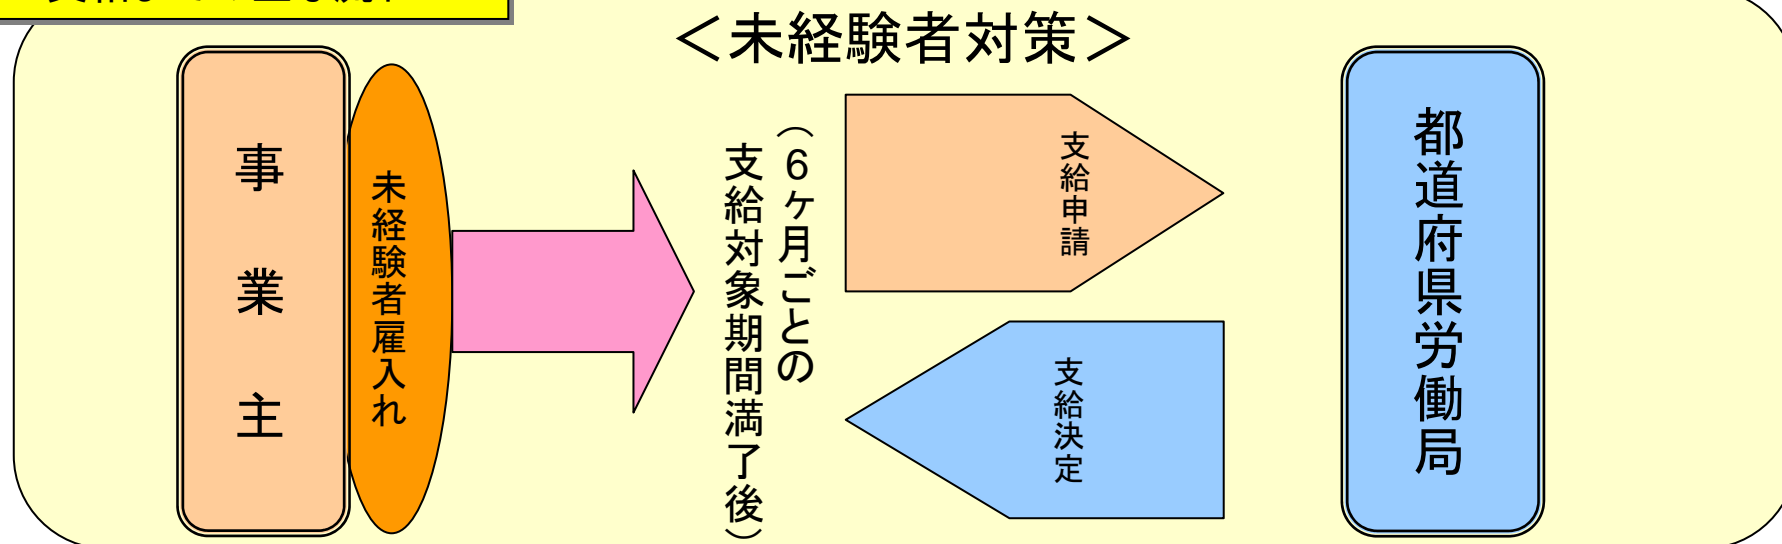 ＜未経験者対策＞
事業主
未経験者雇入れ
（６ヶ月ごとの
支給対象期間満了後）
支給申請
支給決定
都道府県労働局